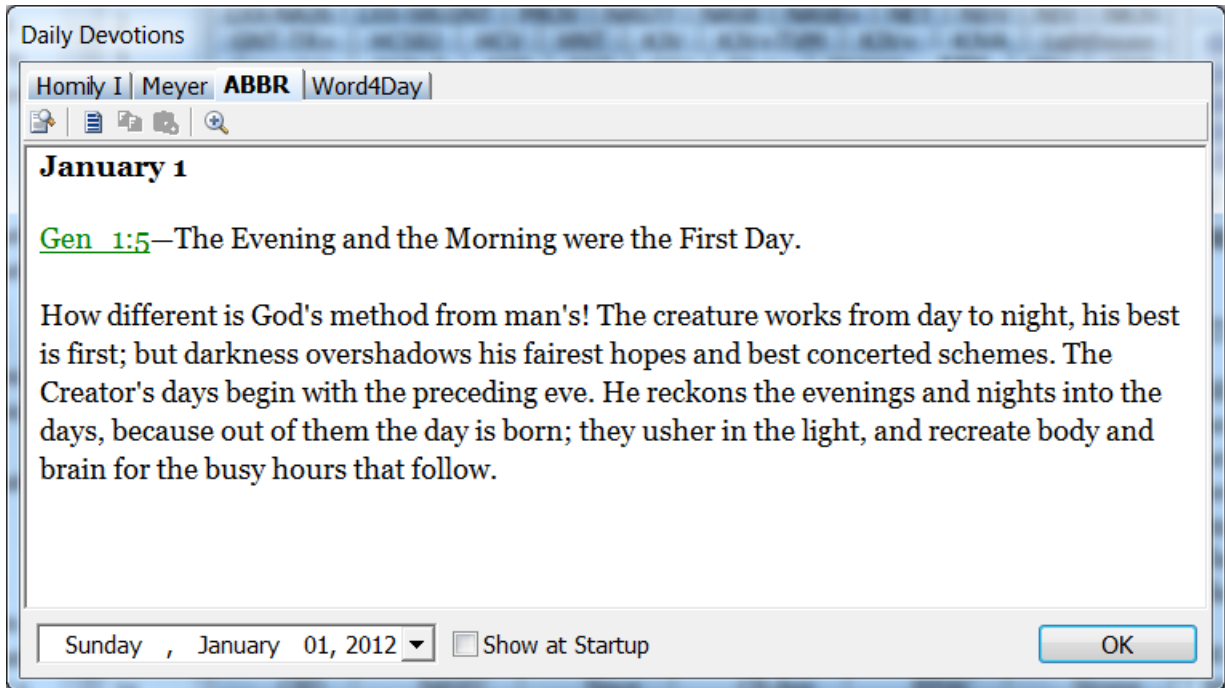 Daily Devotions
Homily I Meyer ABBR Word4Day
January 1
Gen 1:5—The Evening and the Morning were the First Day.
How different is God's method from man's! The creature works from day to night, his best
is first; but darkness overshadows his fairest hopes and best concerted schemes. The
Creator's days begin with the preceding eve. He reckons the evenings and nights into the
days, because out of them the day is born; they usher in the light, and recreate body and
brain for the busy hours that follow.
Sunday , January 01, 2012 Show at Startup OK